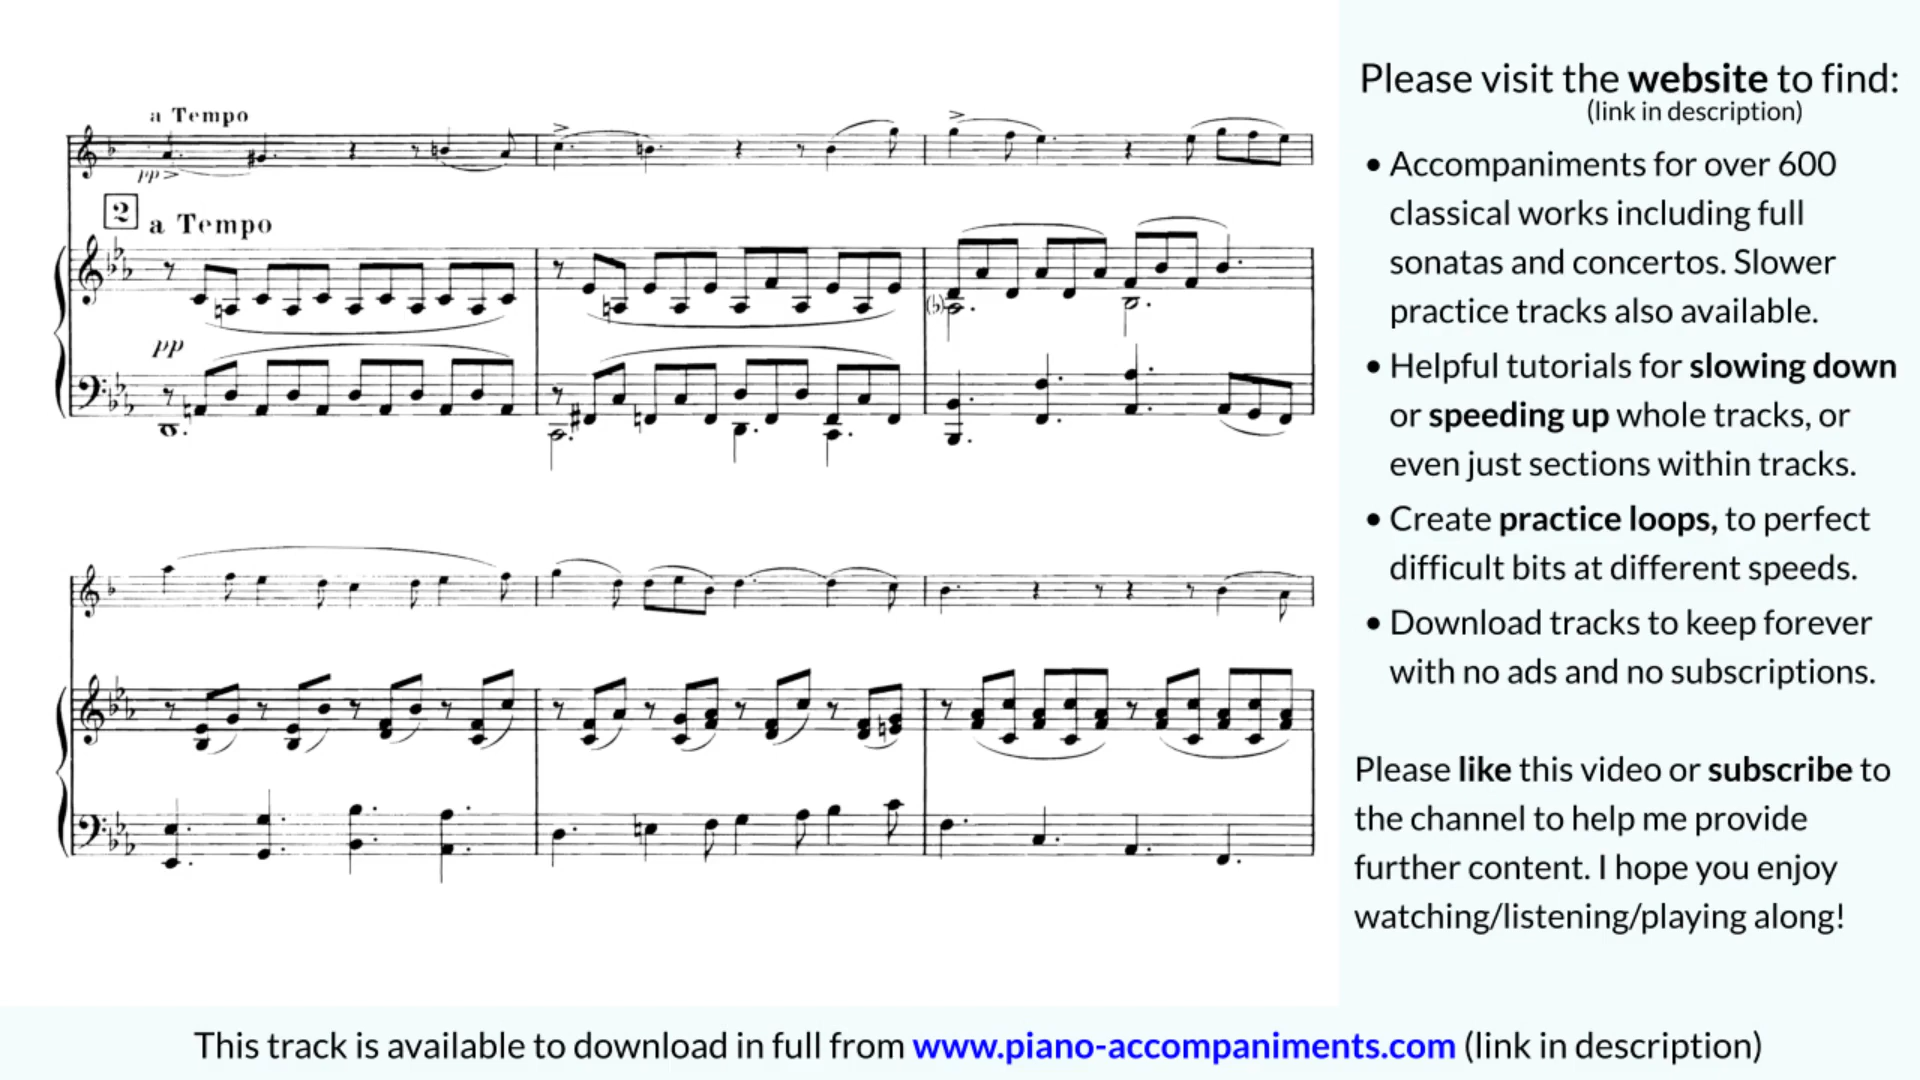 a Tempo
pp
2
a Tempo
pp
Please visit the website to find:
(link in description)
• Accompaniments for over 600
classical works including full
sonatas and concertos. Slower
practice tracks also available.
• Helpful tutorials for slowing down
or speeding up whole tracks, or
even just sections within tracks.
• Create practice loops, to perfect
difficult bits at different speeds.
• Download tracks to keep forever
with no ads and no subscriptions.
Please like this video or subscribe to
the channel to help me provide
further content. I hope you enjoy
watching/listening/playing along!
This track is available to download in full from www.piano-accompaniments.com (link in description)